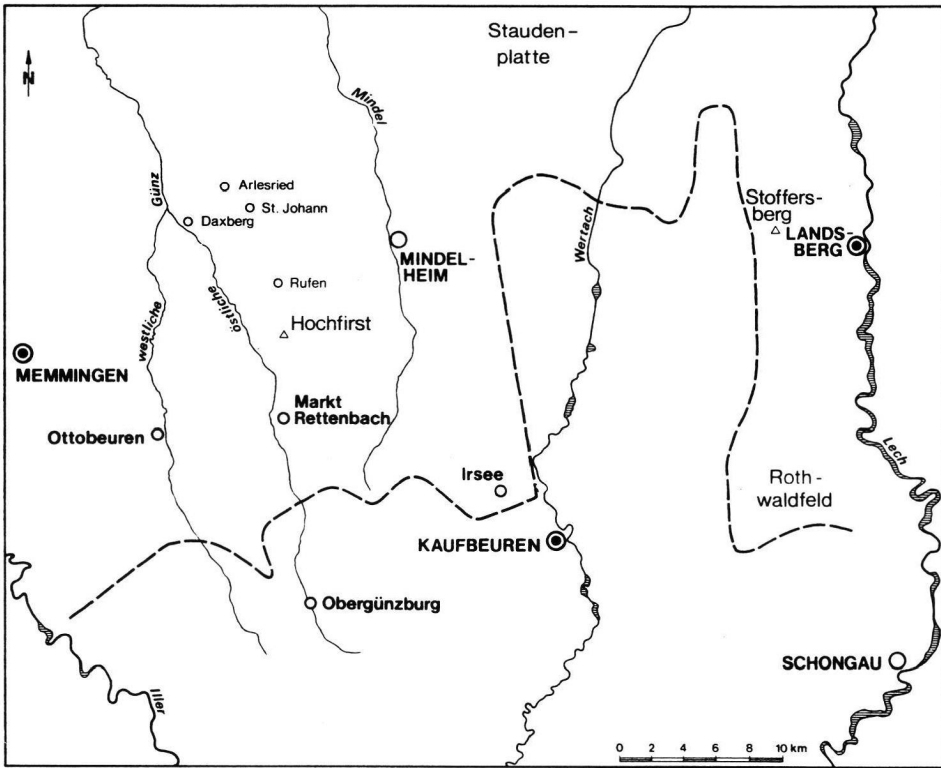 Stauden-
platte
N
Mindel
Günz
Arlesried
St. Johann
Daxberg
Stoffers-
berg
LANDS-
BERG
MINDEL-
HEIM
Wertach
Rufen
östliche
westliche
Hochfirst
MEMMINGEN
Markt
Rettenbach
Ottobeuren
Lech
Irsee
Roth-
waldfeld
KAUFBEUREN
Obergünzburg
SCHONGAU
Iller
0 2 4 6 8 10 km